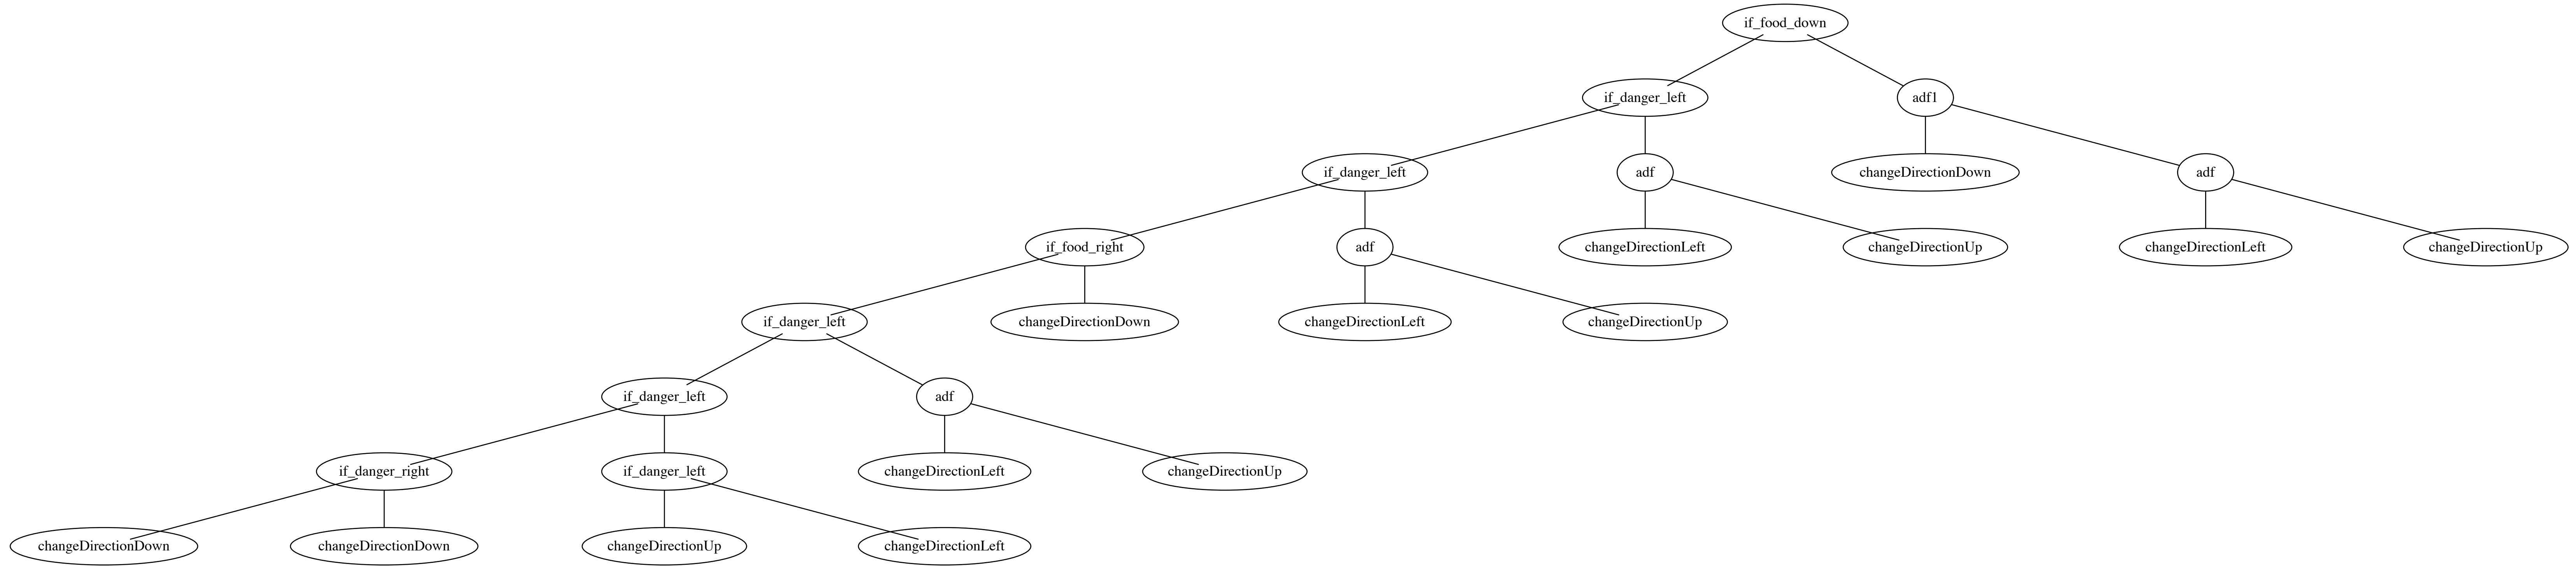 if_food_down
if_danger_left
adf1
if_danger_left
adf
changeDirectionDown
adf
if_food_right
adf
changeDirectionLeft
changeDirectionUp
changeDirectionLeft
changeDirectionUp
if_danger_left
changeDirectionDown
changeDirectionLeft
changeDirectionUp
if_danger_left
adf
if_danger_right
if_danger_left
changeDirectionLeft
changeDirectionUp
changeDirectionDown
changeDirectionDown
changeDirectionUp
changeDirectionLeft